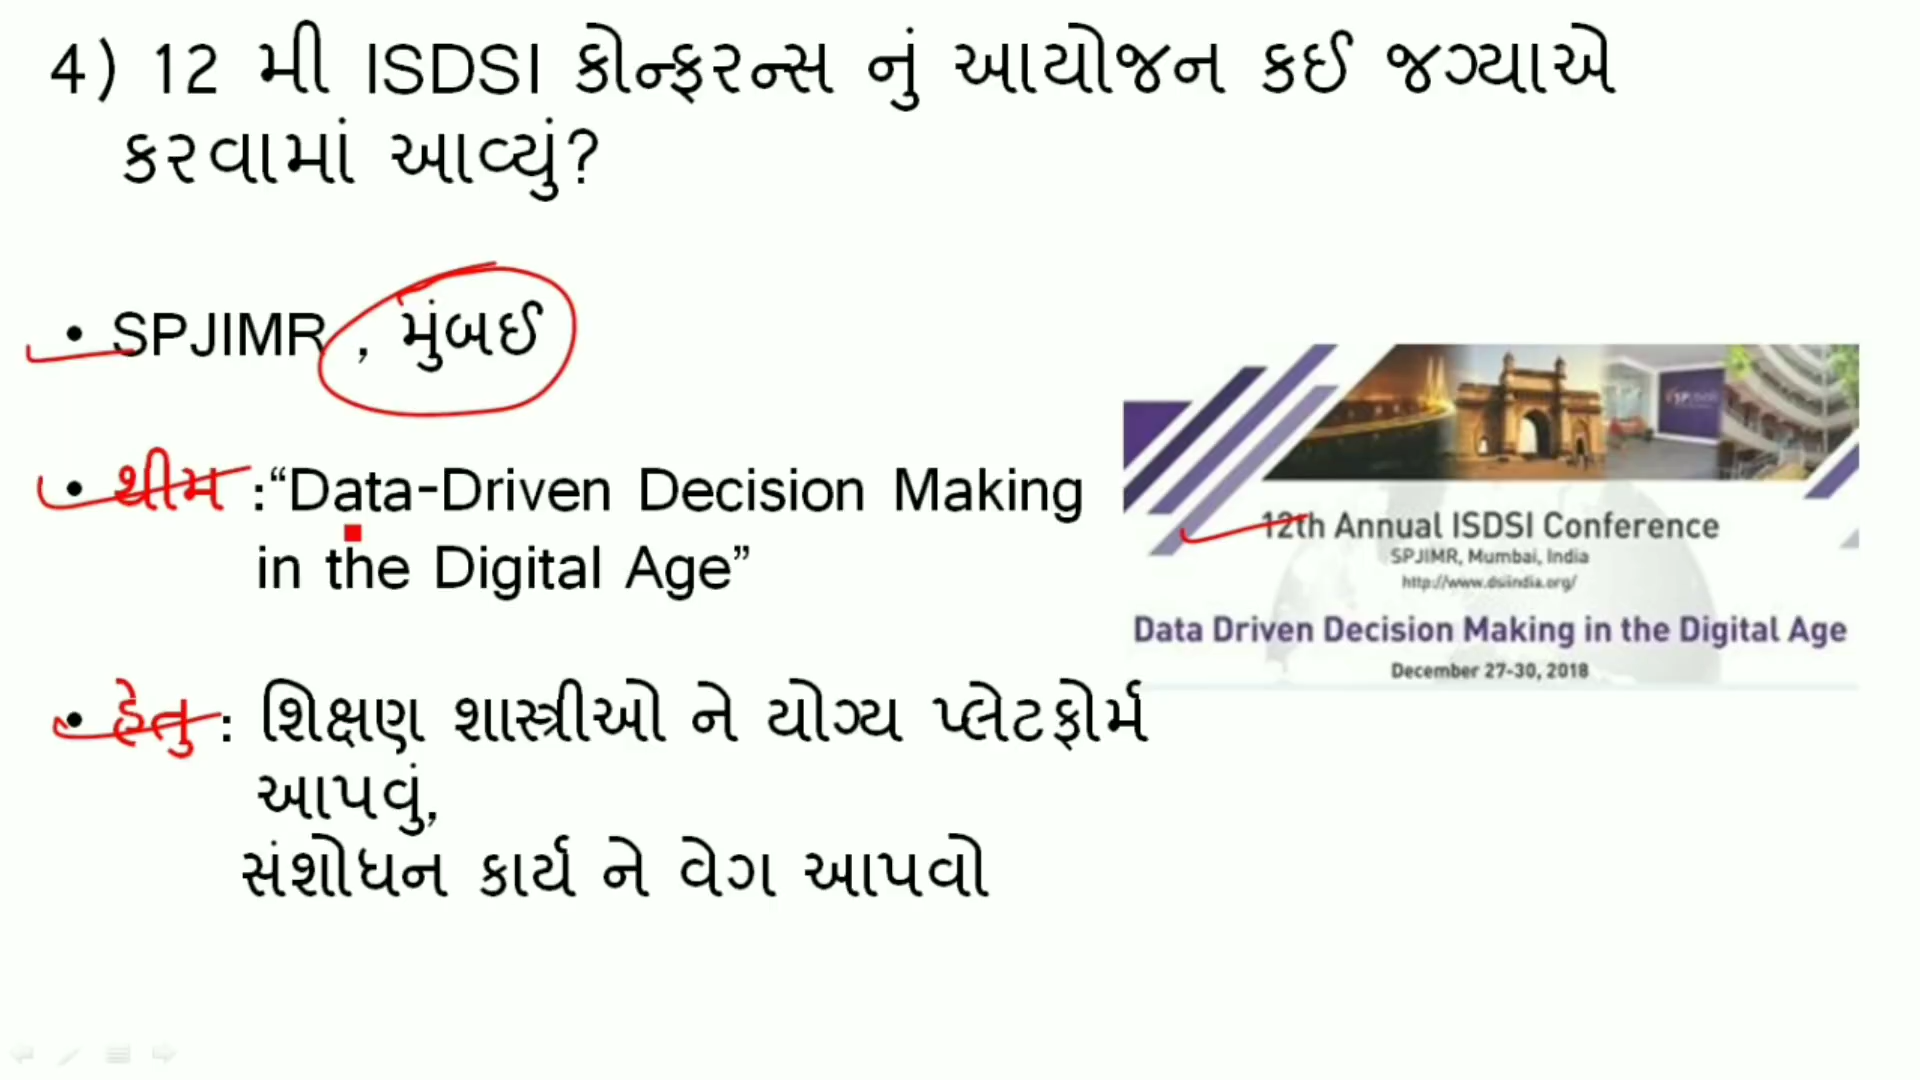 4) 12 મી ISDSI કોન્ફરન્સ નું આયોજન કઈ જગ્યાએ
કરવામાં આવ્યું?
• SPJIMR , મુંબઈ
• થીમ :“Data-Driven Decision Making
in the Digital Age”
• હેતુ : શિક્ષણ શાસ્ત્રીઓ ને યોગ્ય પ્લેટફોર્મ
આપવું,
સંશોધન કાર્ય ને વેગ આપવો
12th Annual ISDSI Conference
SPJIMR, Mumbai, India
http://www.dsiindia.org/
Data Driven Decision Making in the Digital Age
December 27-30, 2018